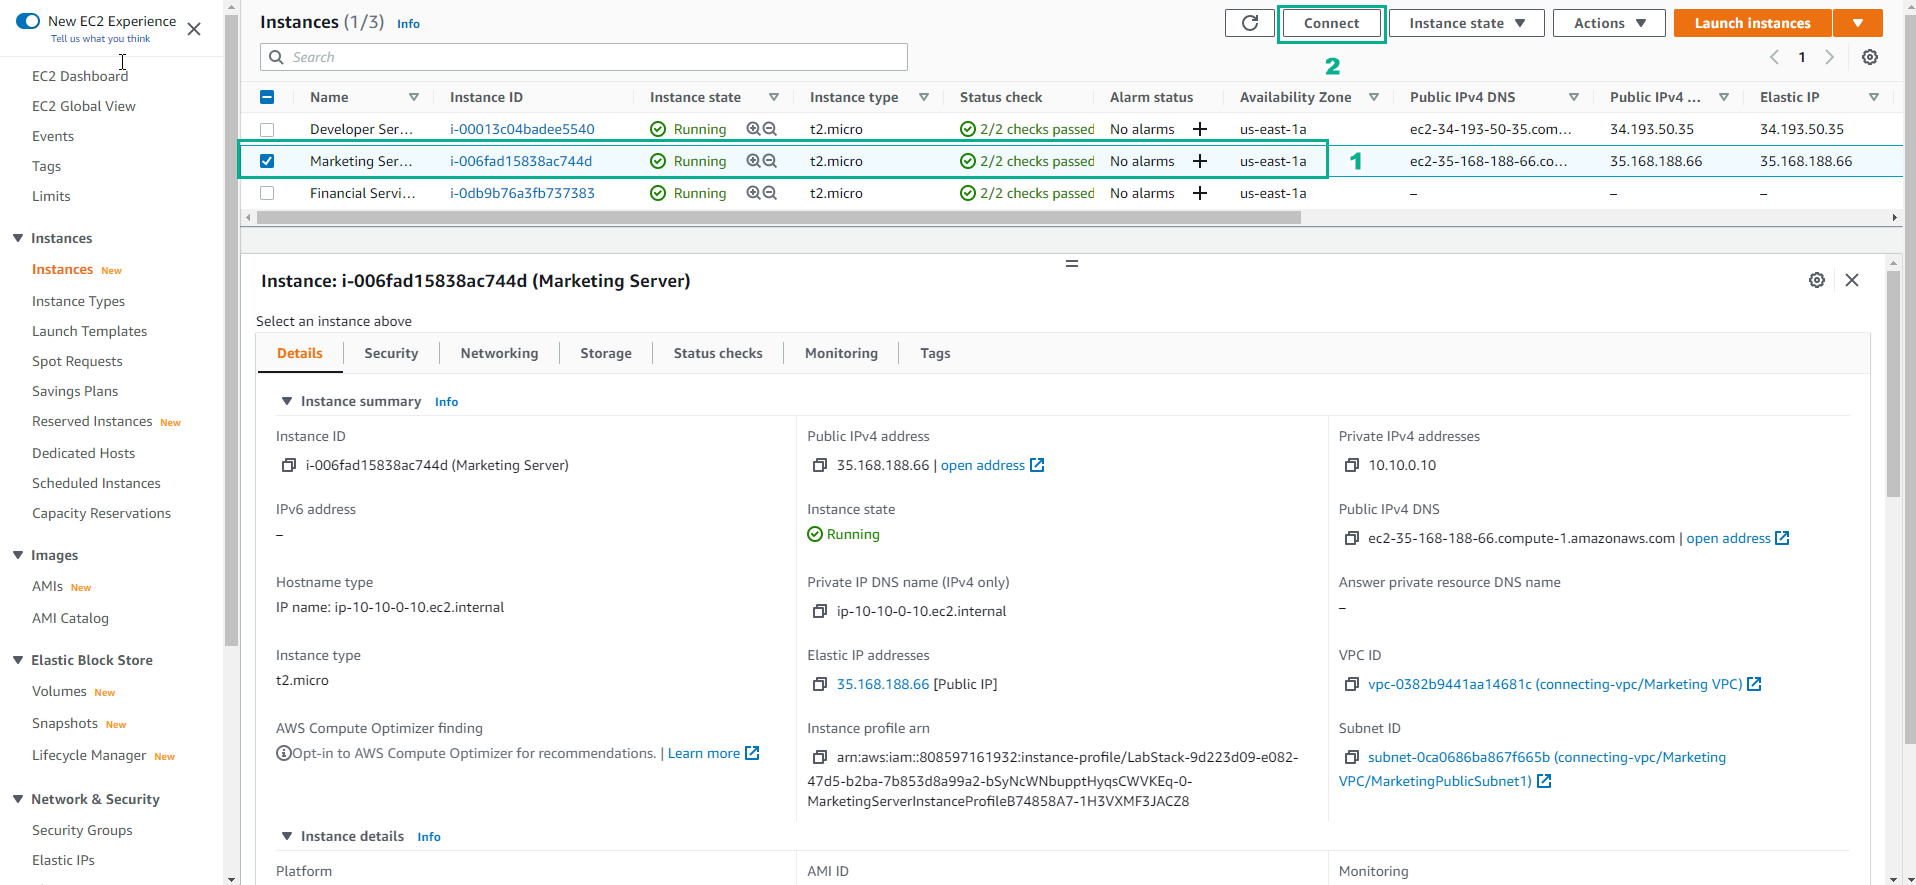 New EC2 Experience
Tell us what you think
EC2 Dashboard
EC2 Global View
Events
Tags
Limits
Instances
Instances New
Instance Types
Launch Templates
Spot Requests
Savings Plans
Reserved Instances New
Dedicated Hosts
Scheduled Instances
Capacity Reservations
Images
AMIs New
AMI Catalog
Elastic Block Store
Volumes New
Snapshots New
Lifecycle Manager New
Network & Security
Security Groups
Elastic IPs
Instances (1/3) Info
Connect Instance state Actions Launch instances
Search
2
1
Name Instance ID Instance state Instance type Status check Alarm status Availability Zone Public IPv4 DNS Public IPv4 ... Elastic IP
Developer Ser... i-00013c04badee5540 Running t2.micro 2/2 checks passed No alarms + us-east-1a ec2-34-193-50-35.com... 34.193.50.35 34.193.50.35
Marketing Ser... i-006fad15838ac744d Running t2.micro 2/2 checks passed No alarms + us-east-1a 1 ec2-35-168-188-66.co... 35.168.188.66 35.168.188.66
Financial Servi... i-0db9b76a3fb737383 Running t2.micro 2/2 checks passed No alarms + us-east-1a – – –
Instance: i-006fad15838ac744d (Marketing Server)
Select an instance above
Details Security Networking Storage Status checks Monitoring Tags
Instance summary Info
Instance ID Public IPv4 address Private IPv4 addresses
i-006fad15838ac744d (Marketing Server) 35.168.188.66 | open address 10.10.0.10
IPv6 address Instance state Public IPv4 DNS
– Running ec2-35-168-188-66.compute-1.amazonaws.com | open address
Hostname type Private IP DNS name (IPv4 only) Answer private resource DNS name
IP name: ip-10-10-0-10.ec2.internal ip-10-10-0-10.ec2.internal –
Instance type Elastic IP addresses VPC ID
t2.micro 35.168.188.66 [Public IP] vpc-0382b9441aa14681c (connecting-vpc/Marketing VPC)
AWS Compute Optimizer finding Instance profile arn Subnet ID
Opt-in to AWS Compute Optimizer for recommendations. | Learn more arn:aws:iam::808597161932:instance-profile/LabStack-9d223d09-e082- subnet-0ca0686ba867f665b (connecting-vpc/Marketing
47d5-b2ba-7b853d8a99a2-bSyNcWNbupptHyqsCWVKEq-0- VPC/MarketingPublicSubnet1)
MarketingServerInstanceProfileB74858A7-1H3VXMF3JACZ8
Instance details Info
Platform AMI ID Monitoring